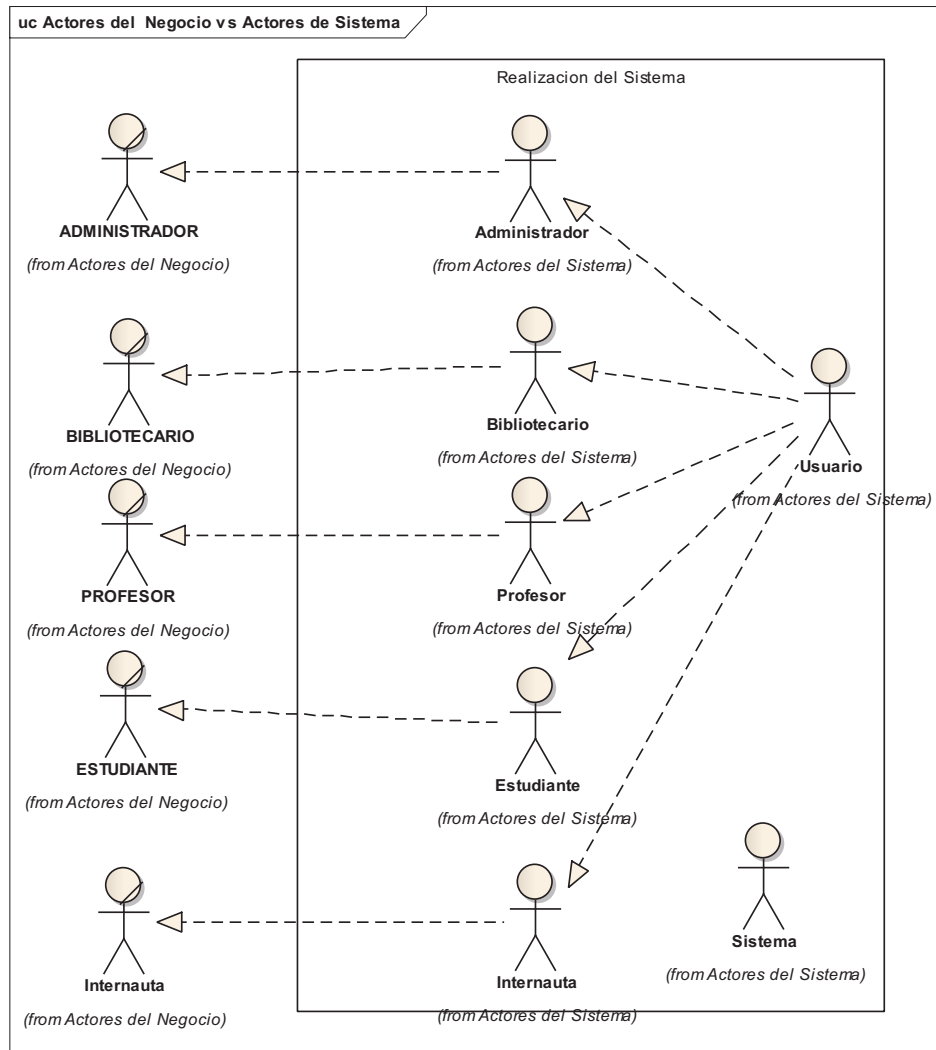 uc Actores del  Negocio vs Actores de Sistema
Realizacion del Sistema
ADMINISTRADOR
(from Actores del Negocio)
Administrador
(from Actores del Sistema)
BIBLIOTECARIO
(from Actores del Negocio)
Bibliotecario
(from Actores del Sistema)
Usuario
(from Actores del Sistema)
PROFESOR
(from Actores del Negocio)
Profesor
(from Actores del Sistema)
ESTUDIANTE
(from Actores del Negocio)
Estudiante
(from Actores del Sistema)
Sistema
(from Actores del Sistema)
Internauta
(from Actores del Negocio)
Internauta
(from Actores del Sistema)